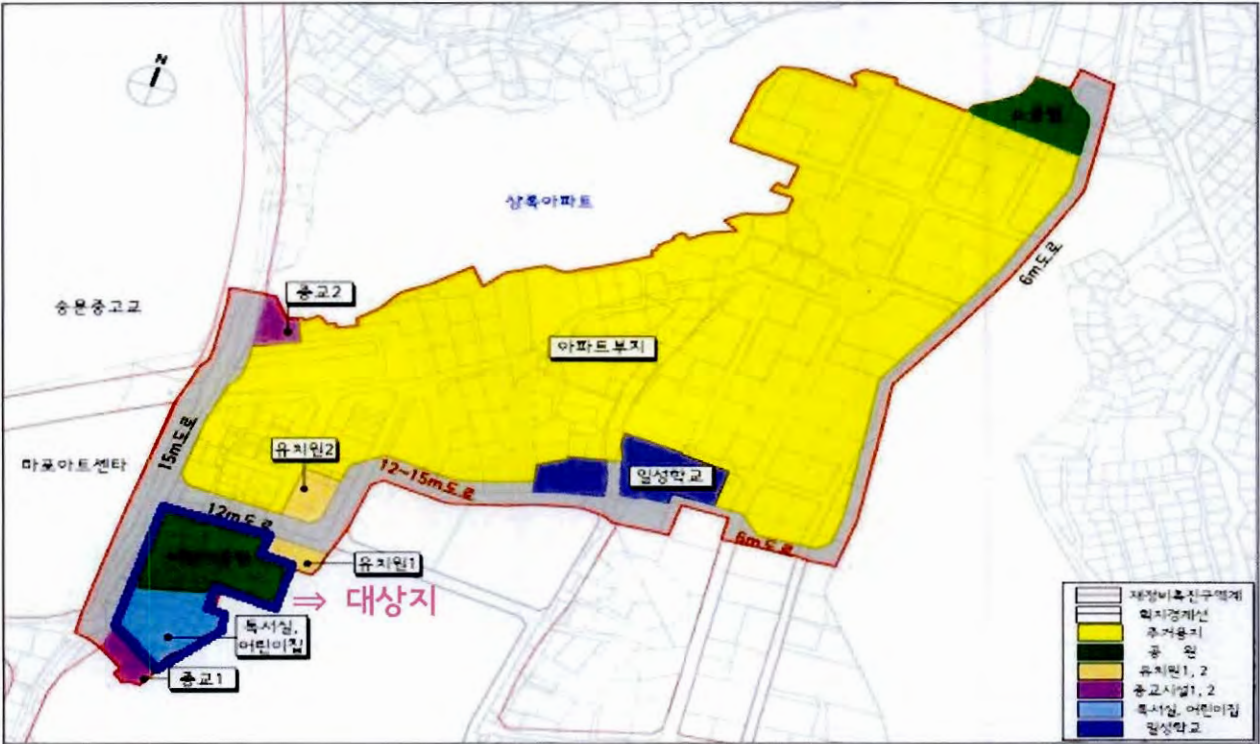 N
상록아파트
6m도로
숭문중고교
종교2
아파트부지
15m도로
마포아트센타
유치원2
12~15m도로
일성학교
12m도로
6m도로
유치원1
⇒ 대상지
독서실,
어린이집
종교1
재정비촉진구역계
획지경계선
주거용지
공 원
유치원1, 2
종교시설1, 2
독서실, 어린이집
일성학교